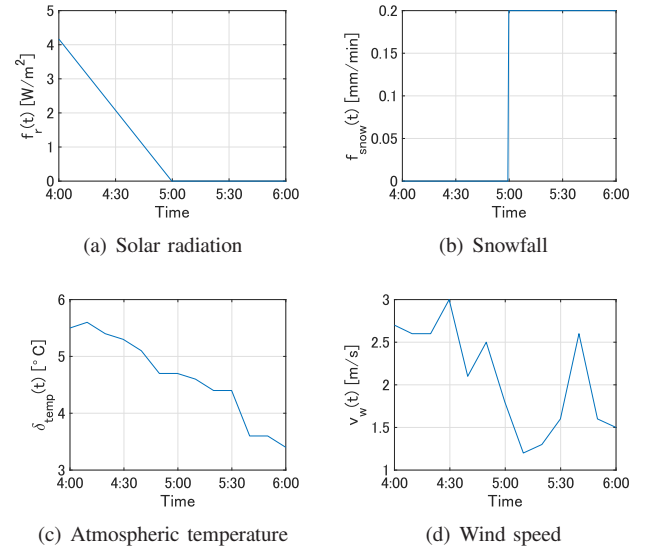 5
4
3
2
1
0
f_r(t) [W/m^2]
4:00 4:30 5:00 5:30 6:00
Time
(a) Solar radiation
0.2
0.15
0.1
0.05
0
f_snow(t) [mm/min]
4:00 4:30 5:00 5:30 6:00
Time
(b) Snowfall
6
5
4
3
δ_temp(t) [°C]
4:00 4:30 5:00 5:30 6:00
Time
(c) Atmospheric temperature
3
2.5
2
1.5
1
v_w(t) [m/s]
4:00 4:30 5:00 5:30 6:00
Time
(d) Wind speed